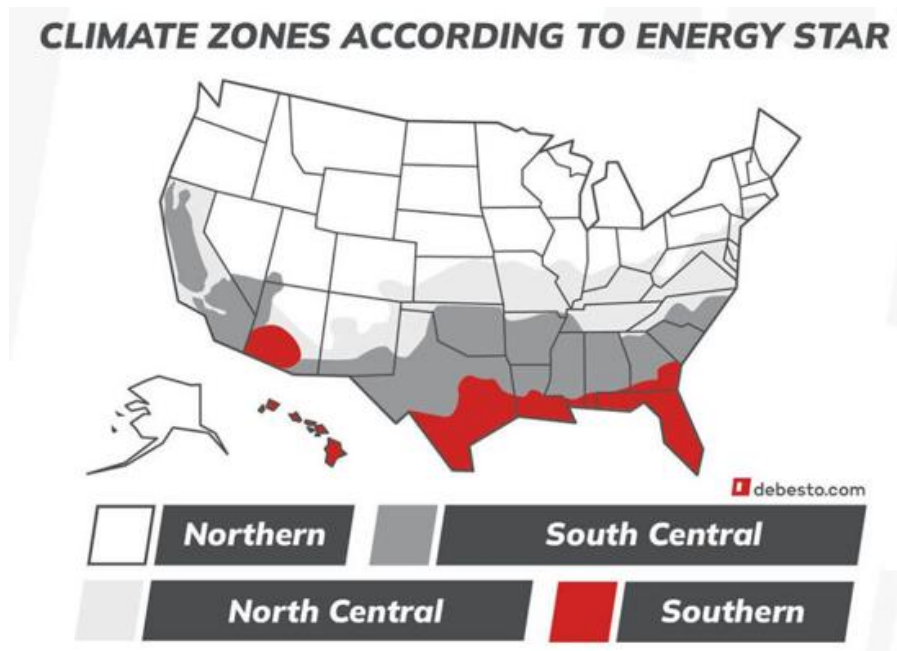 CLIMATE ZONES ACCORDING TO ENERGY STAR
debesto.com
Northern
South Central
North Central
Southern